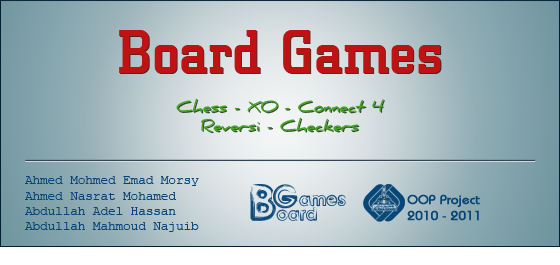 Board Games
Chess - XO - Connect 4
Reversi - Checkers
Ahmed Mohmed Emad Morsy
Ahmed Nasrat Mohamed
Abdullah Adel Hassan
Abdullah Mahmoud Najuib
Board Games
OOP Project
2010 - 2011